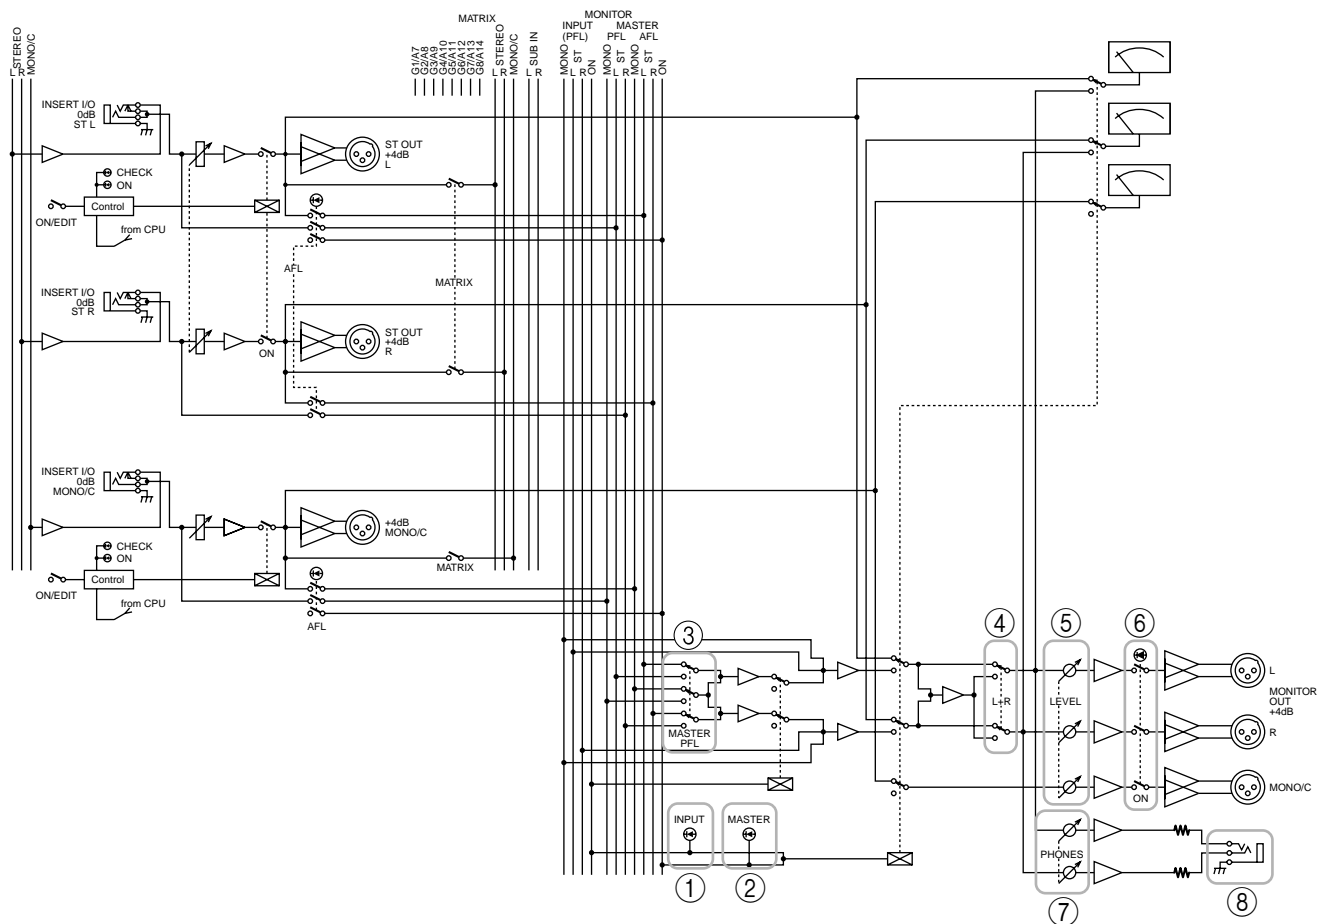 MATRIX
MONITOR
INPUT
(PFL)
MASTER
PFL
AFL
STEREO
L
R
MONO/C
G1/A7
G2/A8
G3/A9
G4/A10
G5/A11
G6/A12
G7/A13
G8/A14
STEREO
L
R
MONO/C
SUB IN
L
R
MONO
ST
L
R
ON
MONO
ST
L
R
MONO
ST
L
R
ON
INSERT I/O
0dB
ST L
ST OUT
+4dB
L
CHECK
ON
Control
ON/EDIT
from CPU
AFL
MATRIX
INSERT I/O
0dB
ST R
ON
ST OUT
+4dB
R
INSERT I/O
0dB
MONO/C
+4dB
MONO/C
CHECK
ON
Control
ON/EDIT
from CPU
MATRIX
AFL
3
4
5
6
MASTER
PFL
L+R
LEVEL
ON
L
MONITOR
OUT
+4dB
R
MONO/C
INPUT
MASTER
PHONES
1
2
7
8